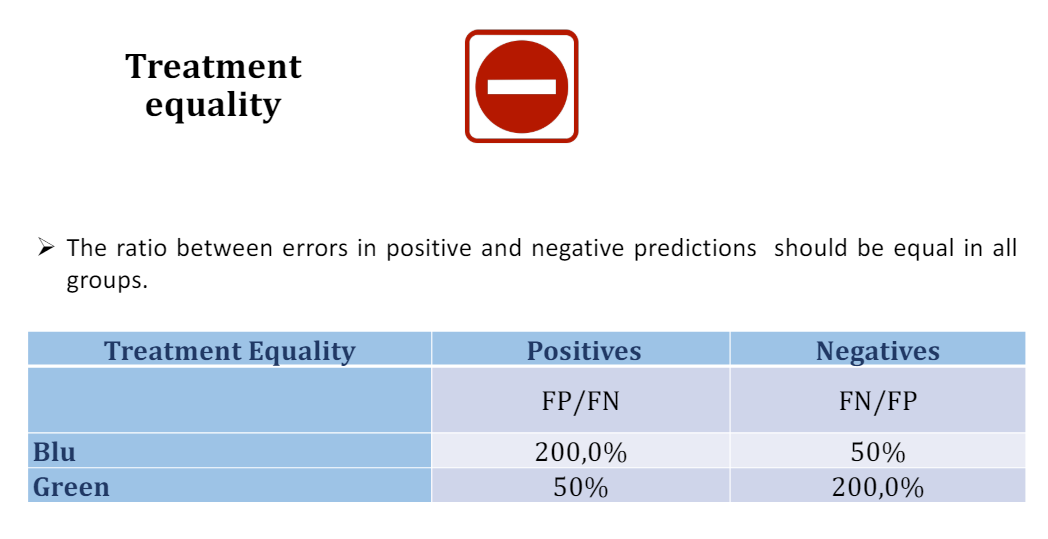 Treatment
equality
➢ The ratio between errors in positive and negative predictions should be equal in all
groups.
Treatment Equality Positives Negatives
FP/FN FN/FP
Blu 200,0% 50%
Green 50% 200,0%